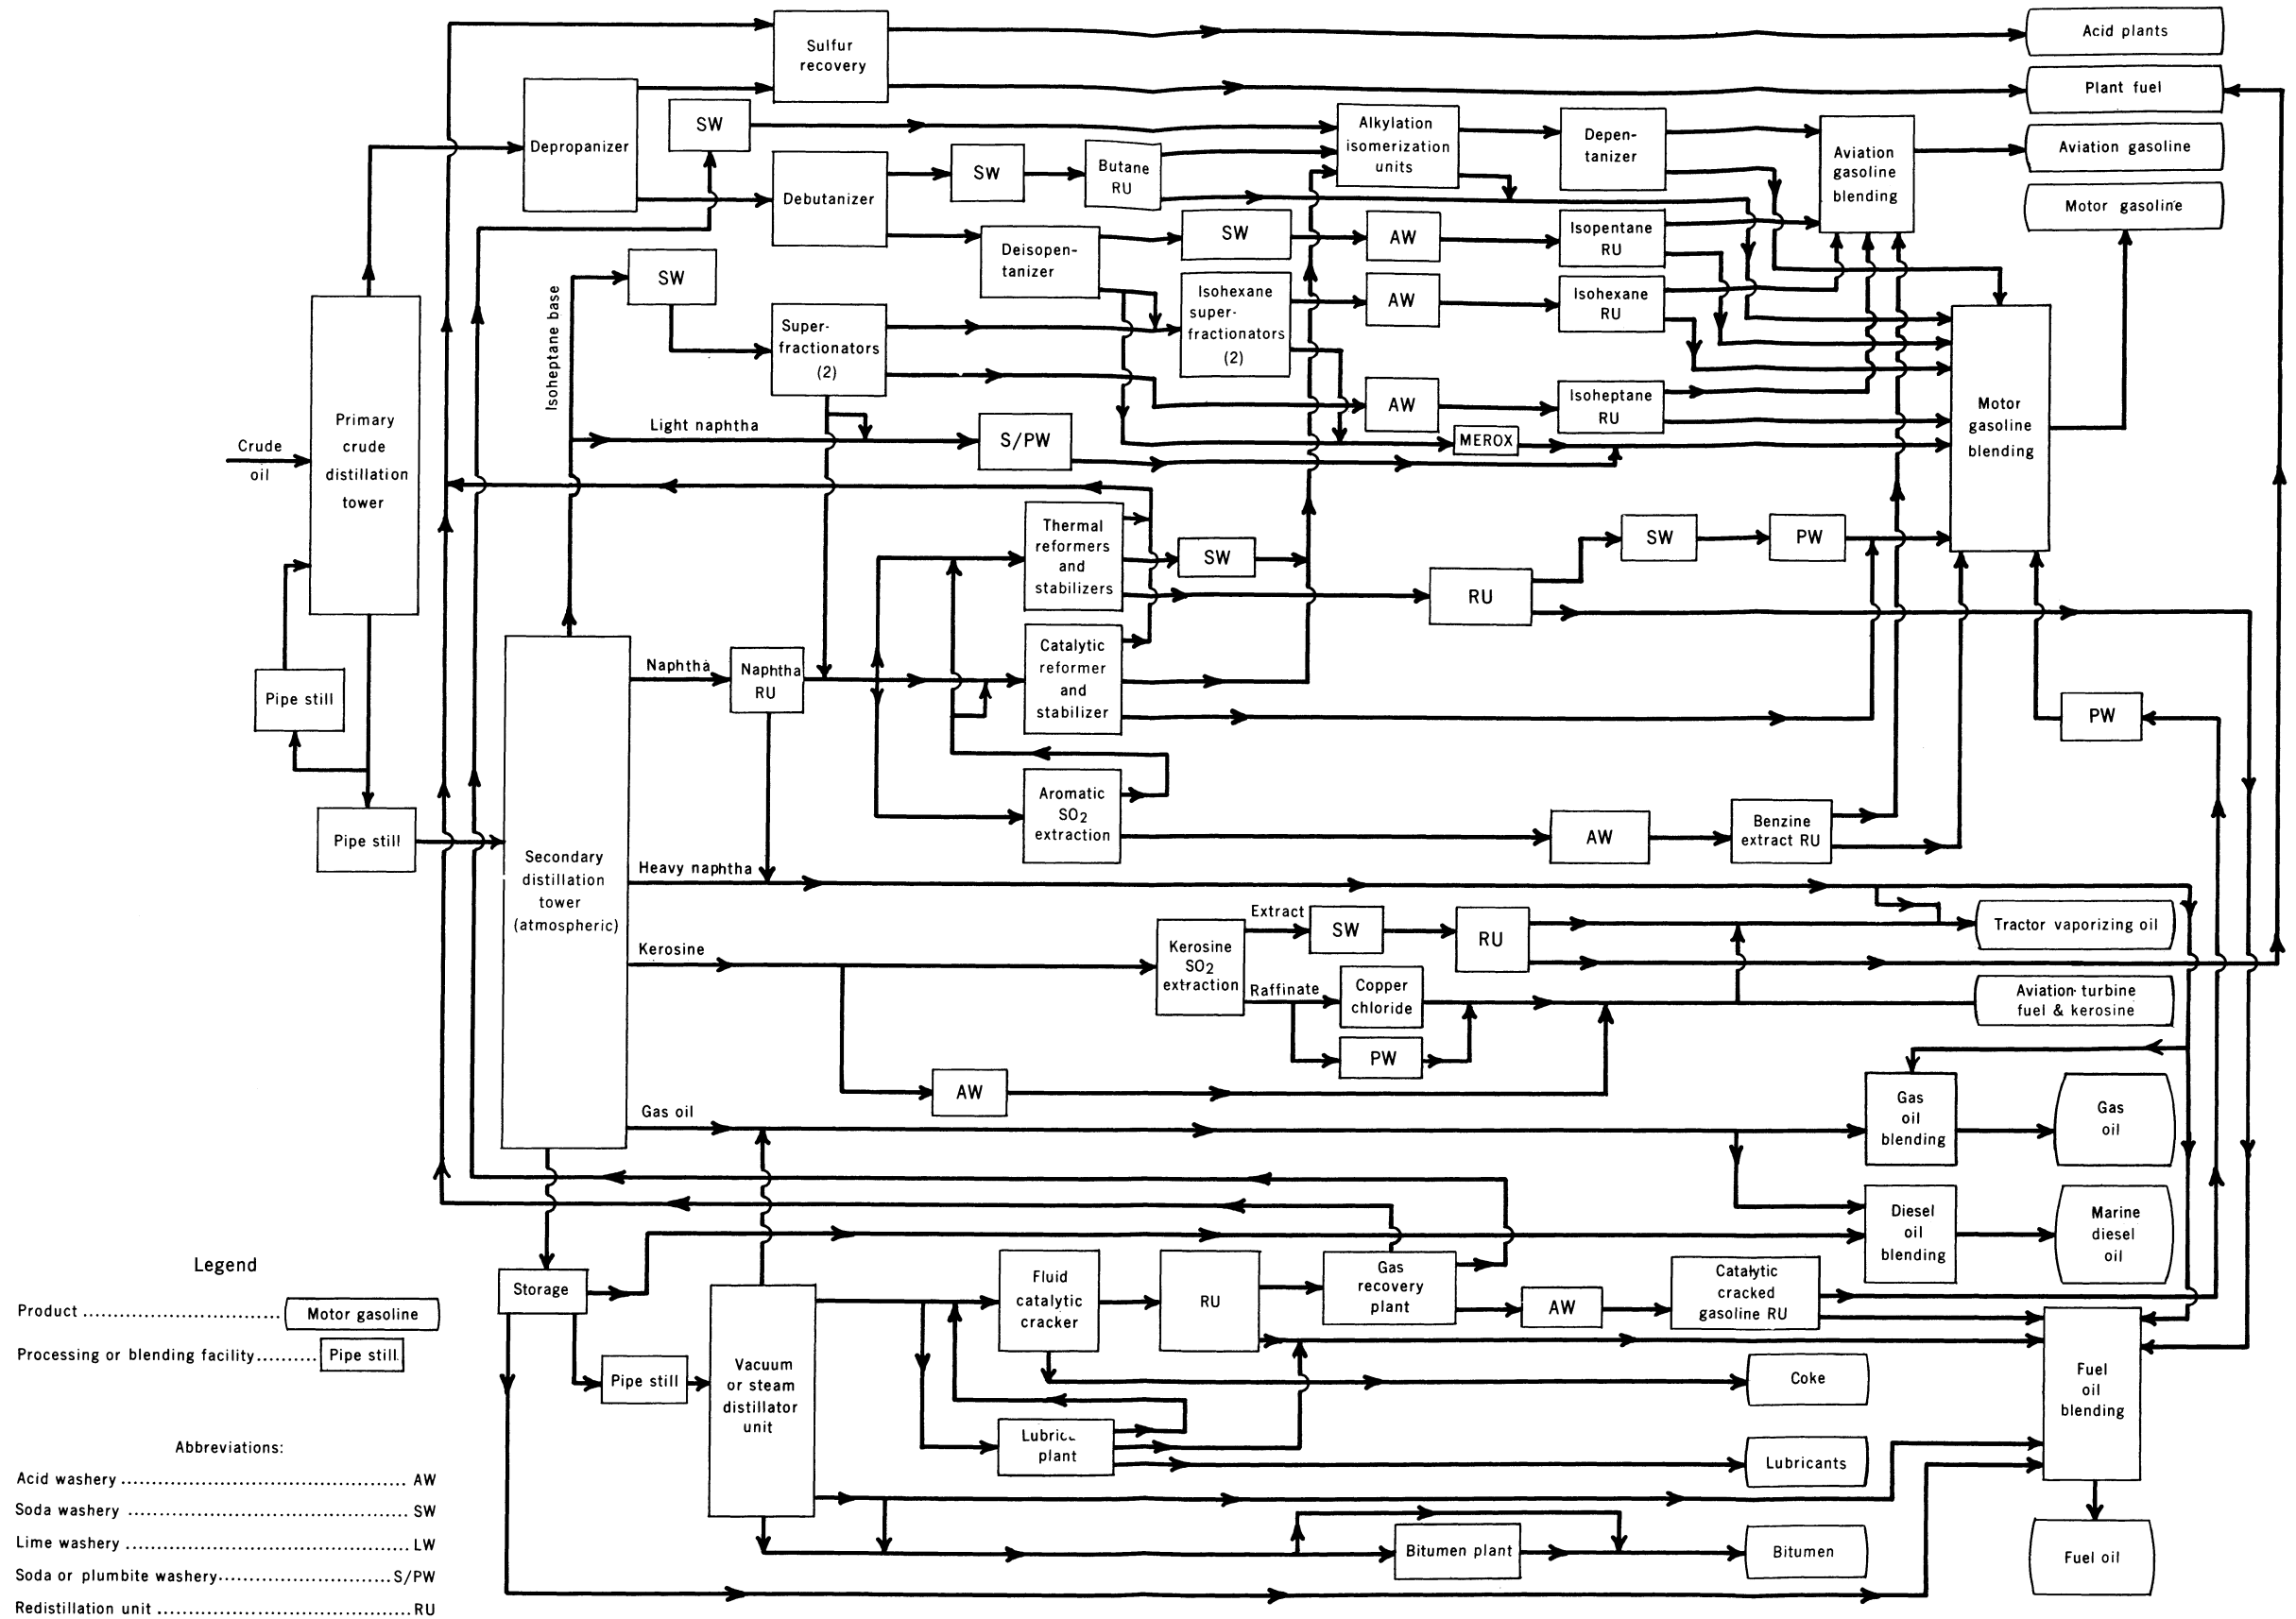 Sulfur
recovery
Acid plants
Plant fuel
Depropanizer
SW
Alkylation
isomerization
units
Depen-
tanizer
Aviation
gasoline
blending
Aviation gasoline
Debutanizer
SW
Butane
RU
Motor gasoline
Deisopen-
tanizer
SW
AW
Isopentane
RU
SW
Isoheptane base
Super-
fractionators
(2)
Isohexane
super-
fractionators
(2)
AW
Isohexane
RU
AW
Isoheptane
RU
Primary
crude
distillation
tower
Crude
oil
Light naphtha
S/PW
MEROX
Motor
gasoline
blending
Thermal
reformers
and
stabilizers
SW
RU
SW
PW
Pipe still
Naphtha
Naphtha
RU
Catalytic
reformer
and
stabilizer
PW
Pipe still
Aromatic
SO2
extraction
AW
Benzine
extract RU
Secondary
distillation
tower
(atmospheric)
Heavy naphtha
Kerosine
Kerosine
SO2
extraction
Extract
SW
RU
Tractor vaporizing oil
Raffinate
Copper
chloride
PW
Aviation turbine
fuel & kerosine
AW
Gas oil
Gas
oil
blending
Gas
oil
Diesel
oil
blending
Marine
diesel
oil
Storage
Fluid
catalytic
cracker
RU
Gas
recovery
plant
AW
Catalytic
cracked
gasoline RU
Pipe still
Vacuum
or steam
distillator
unit
Coke
Fuel
oil
blending
plant
Lubricants
Bitumen plant
Bitumen
Fuel oil
Legend
Product .............................. Motor gasoline
Processing or blending facility.......... Pipe still
Abbreviations:
Acid washery ....................................... AW
Soda washery ...................................... SW
Lime washery ....................................... LW
Soda or plumbite washery........................ S/PW
Redistillation unit ................................... RU